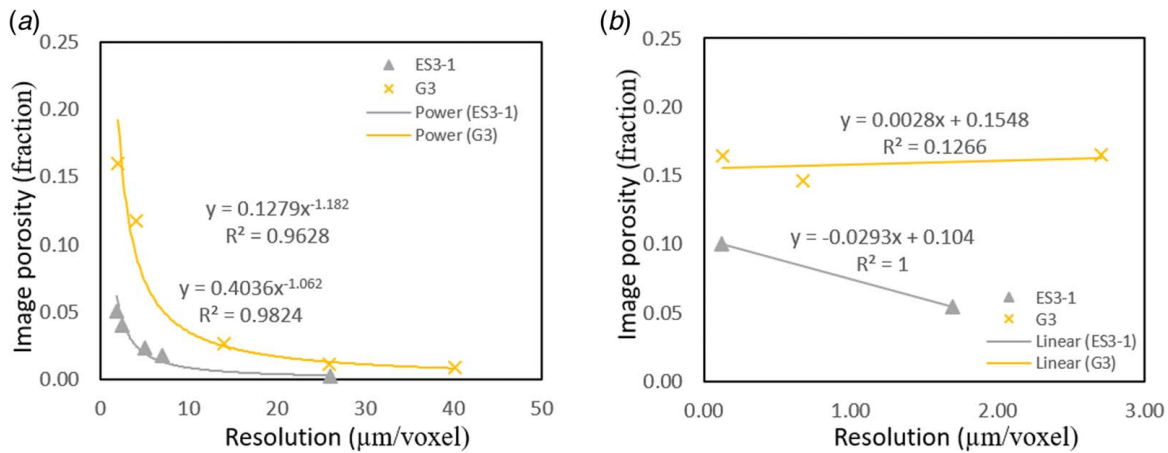 (a)
0.25
0.20
0.15
0.10
0.05
0.00
Image porosity (fraction)
ES3-1
G3
Power (ES3-1)
Power (G3)
y = 0.1279x^-1.182
R² = 0.9628
y = 0.4036x^-1.062
R² = 0.9824
0 10 20 30 40 50
Resolution (µm/voxel)
(b)
0.25
0.20
0.15
0.10
0.05
0.00
Image porosity (fraction)
y = 0.0028x + 0.1548
R² = 0.1266
y = -0.0293x + 0.104
R² = 1
ES3-1
G3
Linear (ES3-1)
Linear (G3)
0.00 1.00 2.00 3.00
Resolution (µm/voxel)